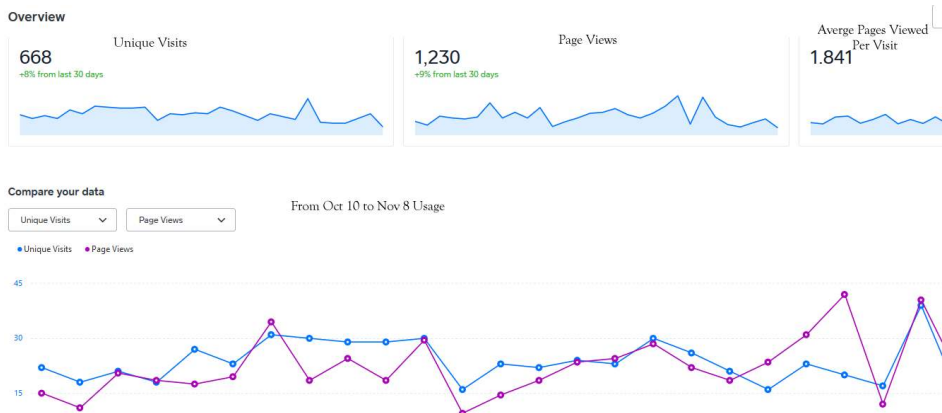 Overview
Unique Visits
668
+8% from last 30 days
Page Views
1,230
+9% from last 30 days
Averge Pages Viewed
Per Visit
1.841
Compare your data
From Oct 10 to Nov 8 Usage
Unique Visits
Page Views
Unique Visits
Page Views
45
30
15